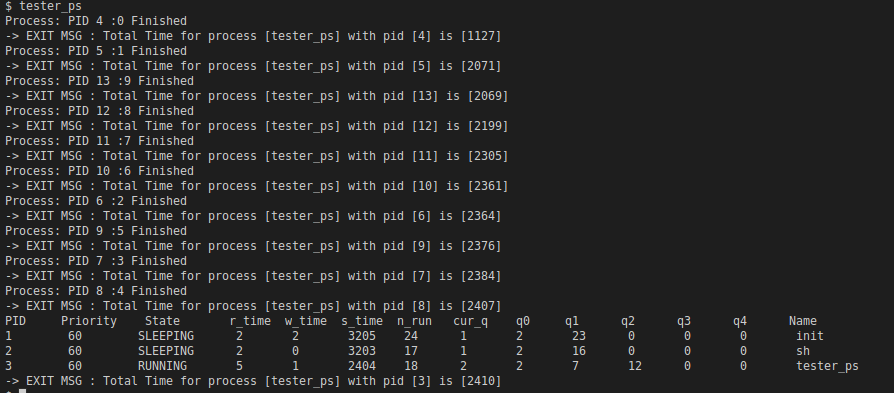 $ tester_ps
Process: PID 4 :0 Finished
-> EXIT MSG : Total Time for process [tester_ps] with pid [4] is [1127]
Process: PID 5 :1 Finished
-> EXIT MSG : Total Time for process [tester_ps] with pid [5] is [2071]
Process: PID 13 :9 Finished
-> EXIT MSG : Total Time for process [tester_ps] with pid [13] is [2069]
Process: PID 12 :8 Finished
-> EXIT MSG : Total Time for process [tester_ps] with pid [12] is [2199]
Process: PID 11 :7 Finished
-> EXIT MSG : Total Time for process [tester_ps] with pid [11] is [2305]
Process: PID 10 :6 Finished
-> EXIT MSG : Total Time for process [tester_ps] with pid [10] is [2361]
Process: PID 6 :2 Finished
-> EXIT MSG : Total Time for process [tester_ps] with pid [6] is [2364]
Process: PID 9 :5 Finished
-> EXIT MSG : Total Time for process [tester_ps] with pid [9] is [2376]
Process: PID 7 :3 Finished
-> EXIT MSG : Total Time for process [tester_ps] with pid [7] is [2384]
Process: PID 8 :4 Finished
-> EXIT MSG : Total Time for process [tester_ps] with pid [8] is [2407]
PID Priority State r_time w_time s_time n_run cur_q q0 q1 q2 q3 q4 Name
1 60 SLEEPING 2 2 3205 24 1 2 23 0 0 0 init
2 60 SLEEPING 2 0 3203 17 1 2 16 0 0 0 sh
3 60 RUNNING 5 1 2404 18 2 2 7 12 0 0 tester_ps
-> EXIT MSG : Total Time for process [tester_ps] with pid [3] is [2410]